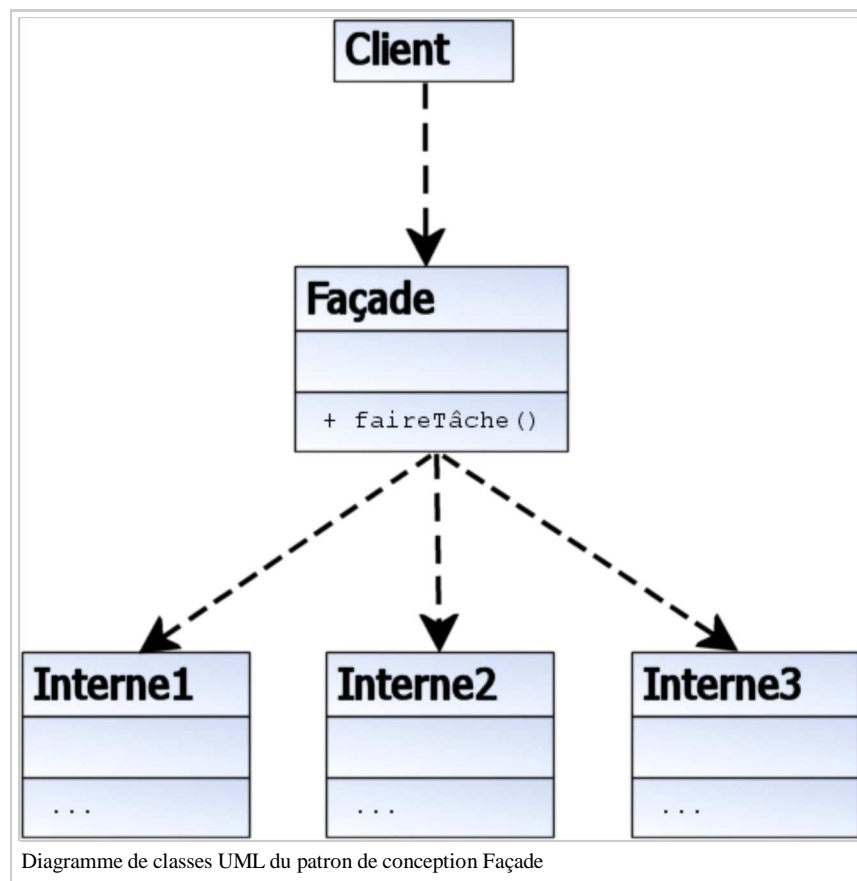 Client
Façade
+ faireTâche()
Interne1
Interne2
Interne3
...
...
...
Diagramme de classes UML du patron de conception Façade